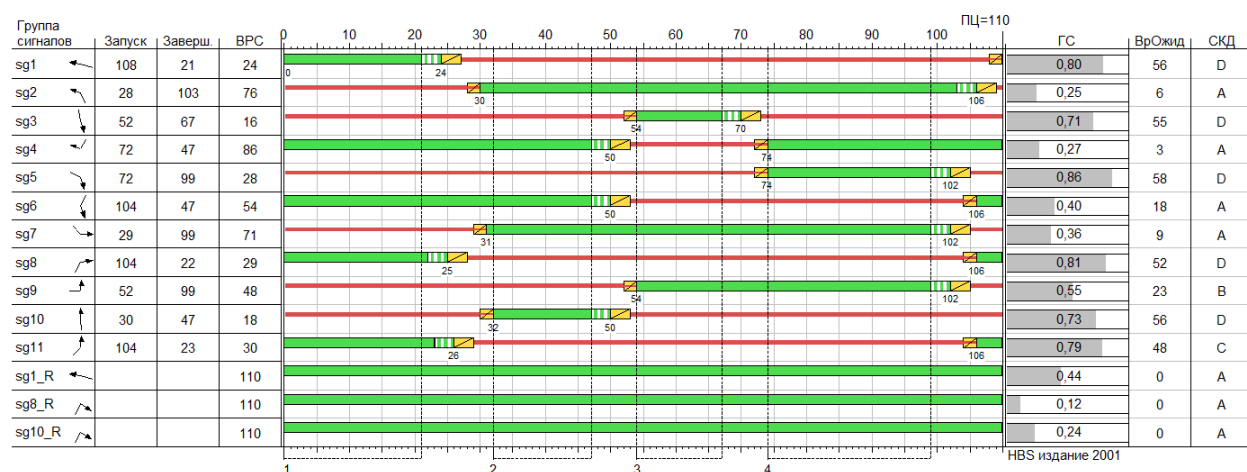 ПЦ=110
Группа сигналов Запуск Заверш. ВРС 0 10 20 30 40 50 60 70 80 90 100 ГС ВрОжид СКД
sg1 108 21 24 0 24 0,80 56 D
sg2 28 103 76 30 106 0,25 6 A
sg3 52 67 16 54 70 0,71 55 D
sg4 72 47 86 50 74 0,27 3 A
sg5 72 99 28 74 102 0,86 58 D
sg6 104 47 54 50 106 0,40 18 A
sg7 29 99 71 31 102 0,36 9 A
sg8 104 22 29 25 106 0,81 52 D
sg9 52 99 48 54 102 0,55 23 B
sg10 30 47 18 32 50 0,73 56 D
sg11 104 23 30 26 106 0,79 48 C
sg1_R 110 0,44 0 A
sg8_R 110 0,12 0 A
sg10_R 110 0,24 0 A
HBS издание 2001
1 2 3 4